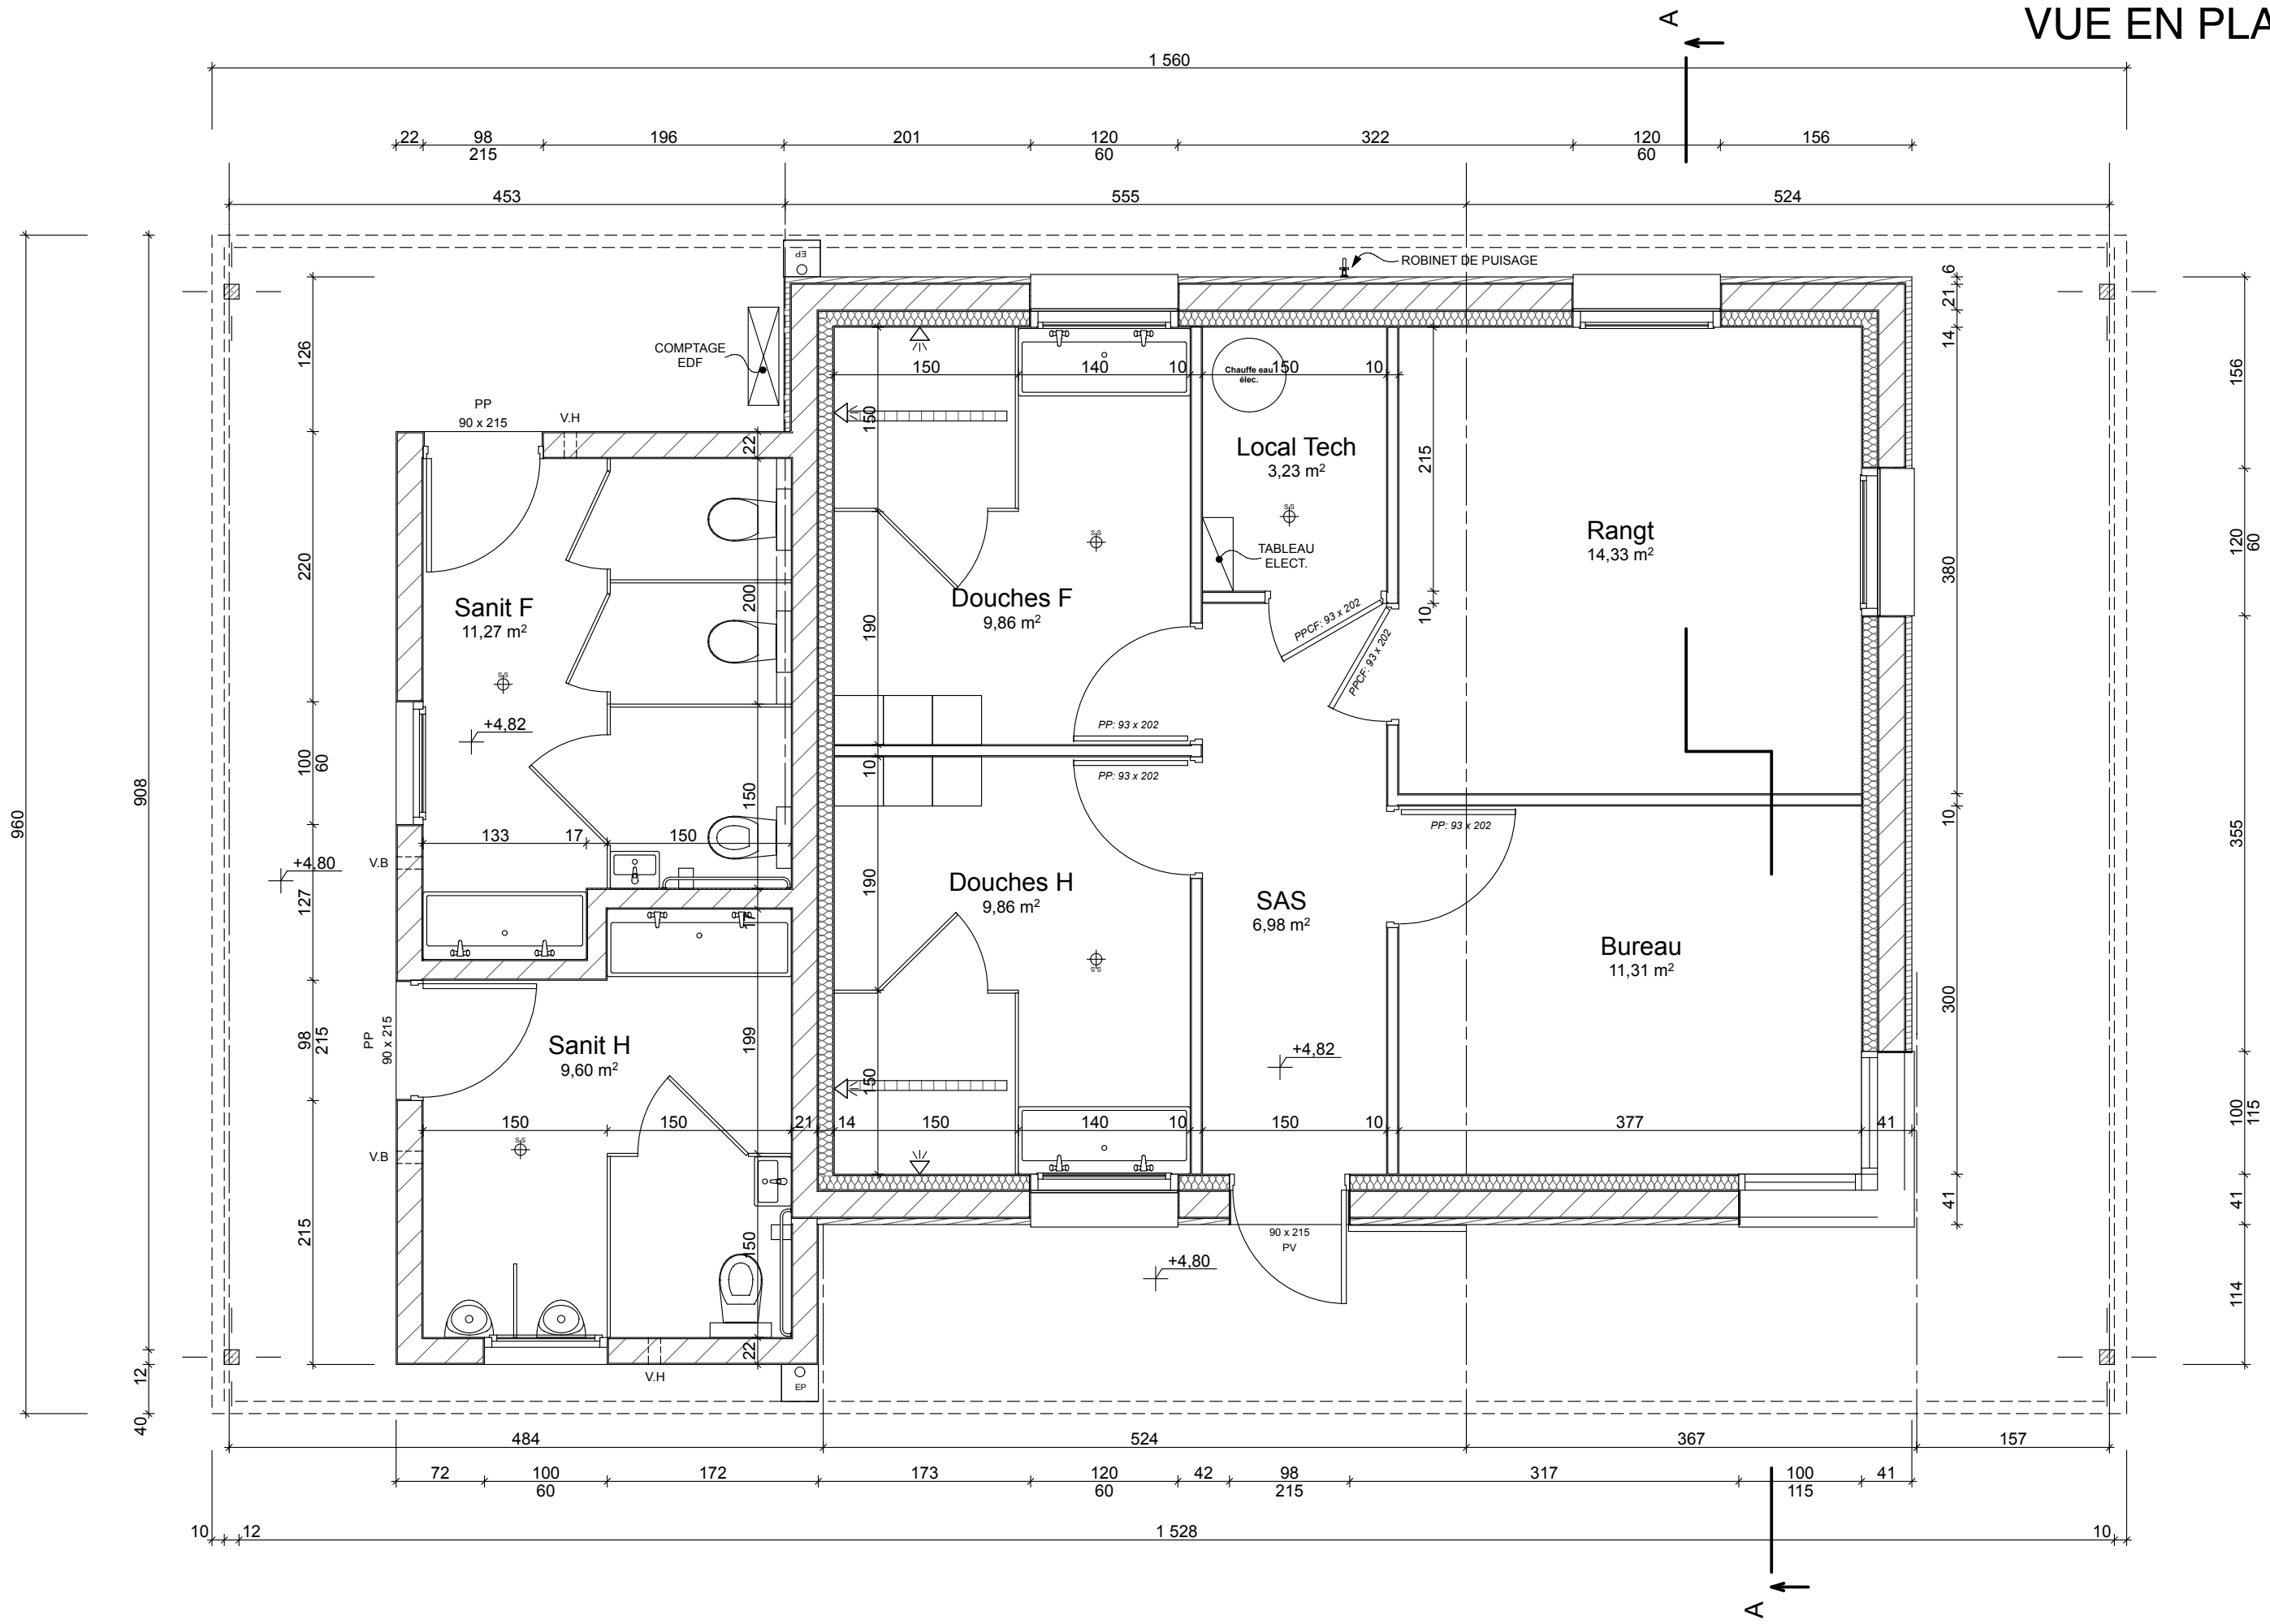 VUE EN PLA
A
1 560
22 98 196 201 120 322 120 156
215 60 60
453 555 524
EP
ROBINET DE PUISAGE
COMPTAGE
EDF
PP
90 x 215
V.H
150 140 10 150 10
Chauffe eau
élec.
Local Tech
3,23 m²
TABLEAU
ELECT.
Rangt
14,33 m²
Sanit F
11,27 m²
Douches F
9,86 m²
S.S
S.S
S.S
PPCF: 93 x 202
PPCF: 93 x 202
+4,82
PP: 93 x 202
PP: 93 x 202
PP: 93 x 202
133 17 150
V.B
+4,80
Douches H
9,86 m²
SAS
6,98 m²
Bureau
11,31 m²
S.S
PP
90 x 215
Sanit H
9,60 m²
+4,82
150 150 21 14 150 140 10 150 10 377 41
S.S
V.B
90 x 215
PV
+4,80
V.H
EP
960
908
12
40
126
220
100
60
127
98
215
215
22
200
150
17
199
150
22
150
190
10
190
150
215
10
6
21
14
380
10
300
41
156
120
60
355
100
115
41
114
484 524 367 157
72 100 172 173 120 42 98 317 100 41
60 60 215 115
10 12 1 528 10
A